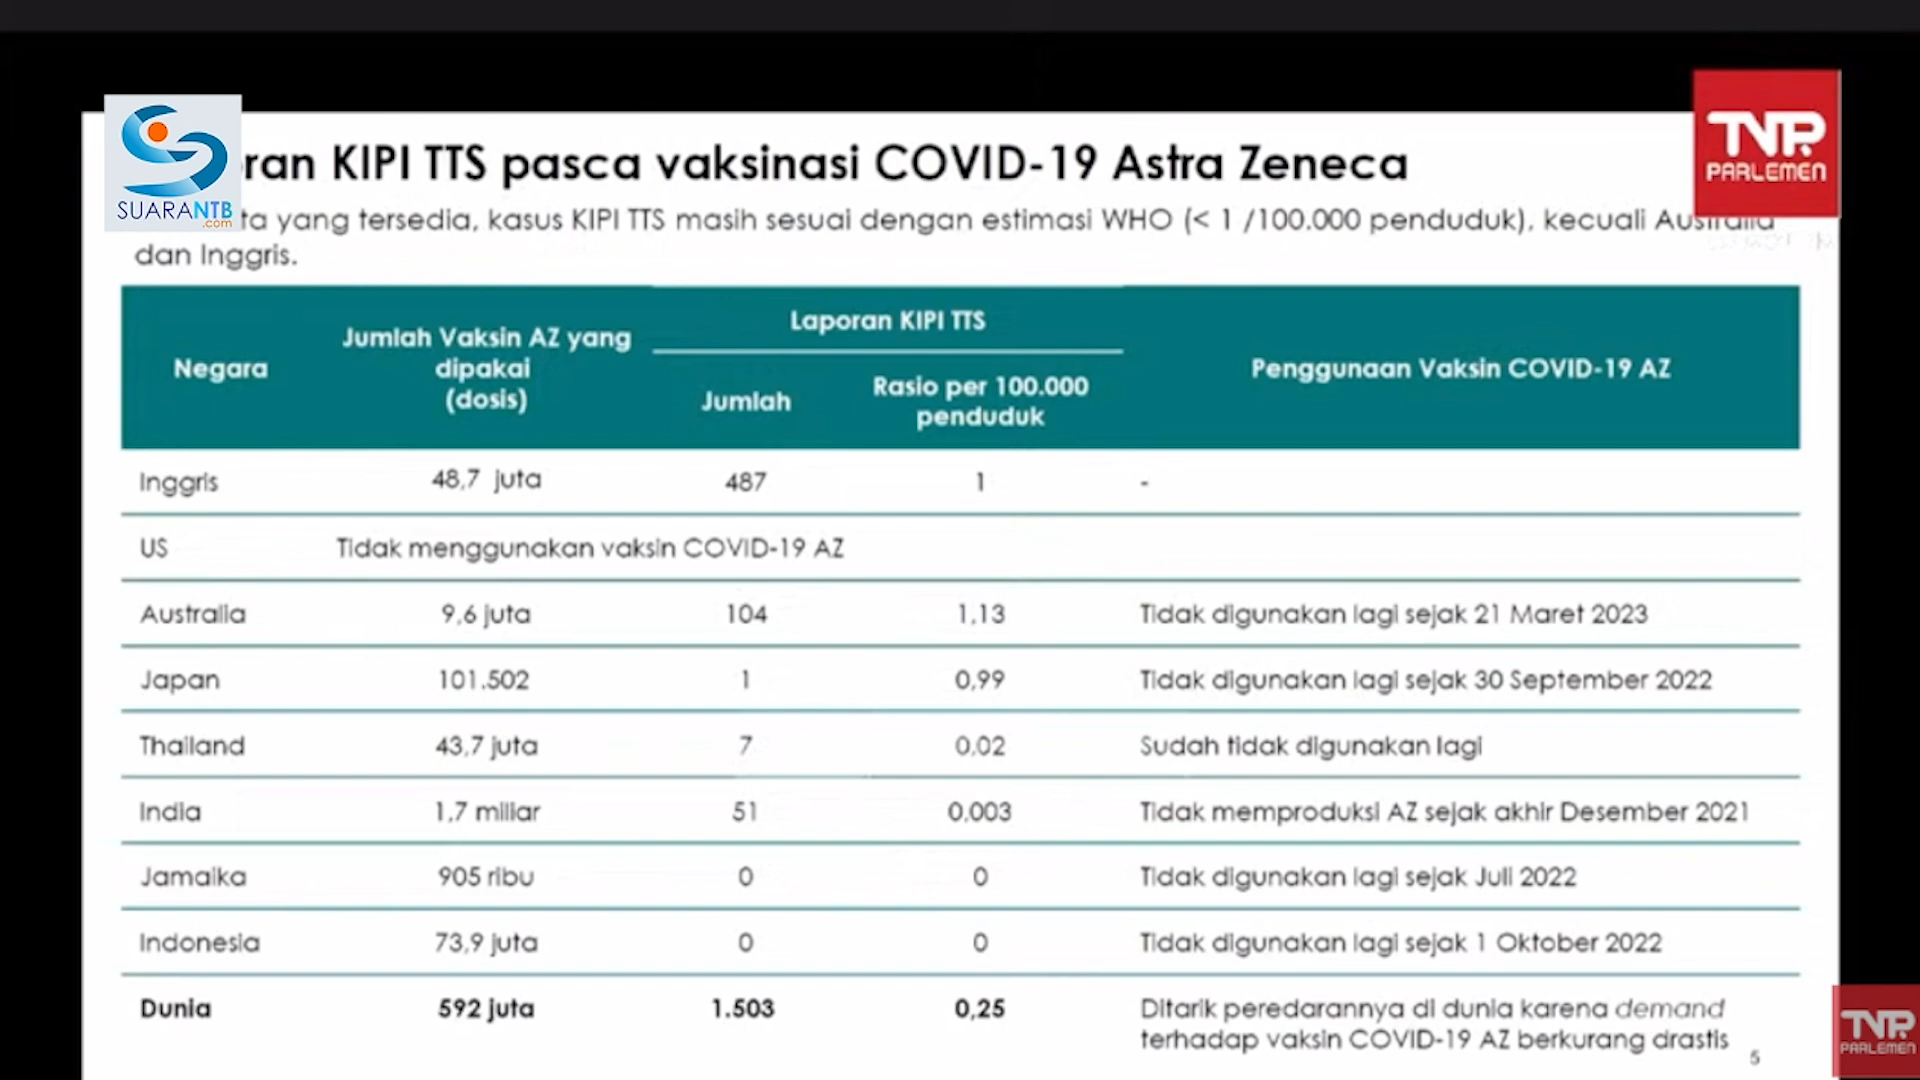 SUARANTB
.com
TVR
PARLEMEN
oran KIPI TTS pasca vaksinasi COVID-19 Astra Zeneca
ta yang tersedia, kasus KIPI TTS masih sesuai dengan estimasi WHO (< 1 /100.000 penduduk), kecuali Australia
dan Inggris.
Negara
Jumlah Vaksin AZ yang
dipakai
(dosis)
Laporan KIPI TTS
Jumlah
Rasio per 100.000
penduduk
Penggunaan Vaksin COVID-19 AZ
Inggris 48,7 juta 487 1 -
US Tidak menggunakan vaksin COVID-19 AZ
Australia 9,6 juta 104 1,13 Tidak digunakan lagi sejak 21 Maret 2023
Japan 101.502 1 0,99 Tidak digunakan lagi sejak 30 September 2022
Thailand 43,7 juta 7 0,02 Sudah tidak digunakan lagi
India 1,7 miliar 51 0,003 Tidak memproduksi AZ sejak akhir Desember 2021
Jamaika 905 ribu 0 0 Tidak digunakan lagi sejak Juli 2022
Indonesia 73,9 juta 0 0 Tidak digunakan lagi sejak 1 Oktober 2022
Dunia 592 juta 1.503 0,25 Ditarik peredarannya di dunia karena demand
terhadap vaksin COVID-19 AZ berkurang drastis
5
TVR
PARLEMEN